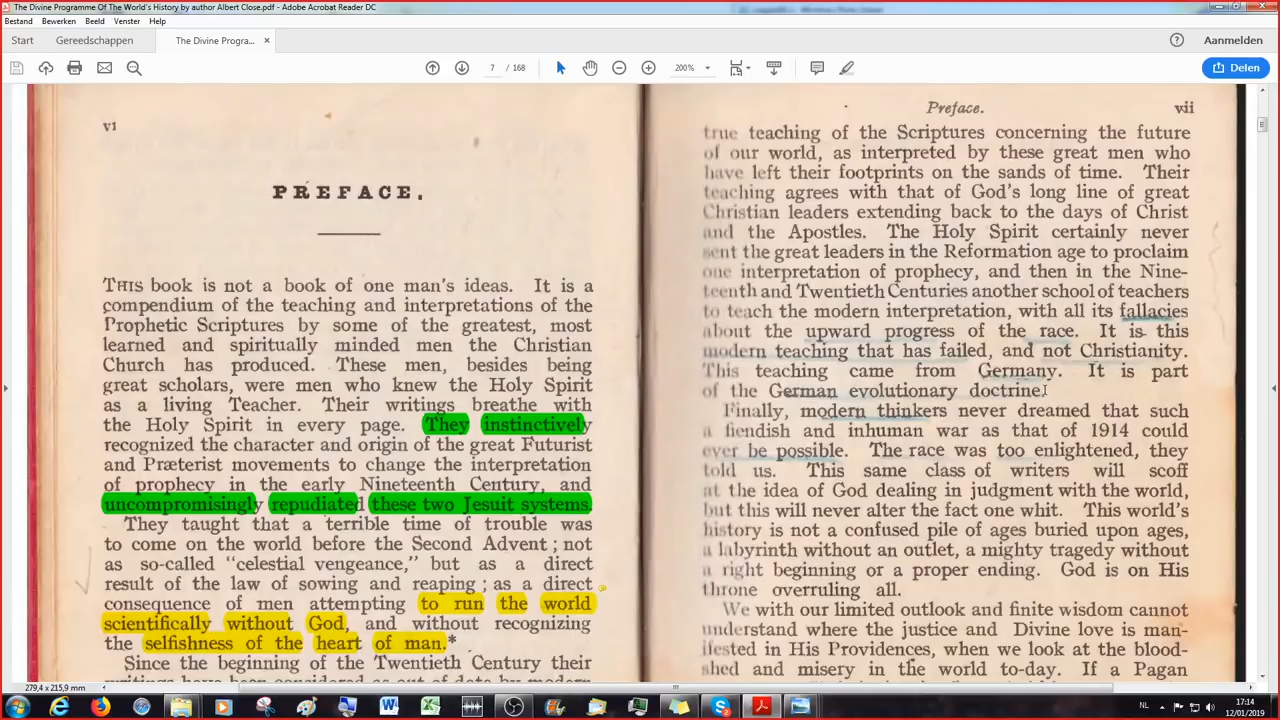 The Divine Programme Of The World's History by author Albert Close.pdf - Adobe Acrobat Reader DC
Bestand Bewerken Beeld Venster Help
Start Gereedschappen The Divine Progra... × Aanmelden
7 / 168 200% Delen
vi
PREFACE.
THIS book is not a book of one man's ideas. It is a
compendium of the teaching and interpretations of the
Prophetic Scriptures by some of the greatest, most
learned and spiritually minded men the Christian
Church has produced. These men, besides being
great scholars, were men who knew the Holy Spirit
as a living Teacher. Their writings breathe with
the Holy Spirit in every page. They instinctively
recognized the character and origin of the great Futurist
and Præterist movements to change the interpretation
of prophecy in the early Nineteenth Century, and
uncompromisingly repudiated these two Jesuit systems.
They taught that a terrible time of trouble was
to come on the world before the Second Advent ; not
as so-called "celestial vengeance," but as a direct
result of the law of sowing and reaping ; as a direct
consequence of men attempting to run the world
scientifically without God, and without recognizing
the selfishness of the heart of man.*
Since the beginning of the Twentieth Century their
Preface. vii
true teaching of the Scriptures concerning the future
of our world, as interpreted by these great men who
have left their footprints on the sands of time. Their
teaching agrees with that of God's long line of great
Christian leaders extending back to the days of Christ
and the Apostles. The Holy Spirit certainly never
sent the great leaders in the Reformation age to proclaim
one interpretation of prophecy, and then in the Nine-
teenth and Twentieth Centuries another school of teachers
to teach the modern interpretation, with all its fallacies
about the upward progress of the race. It is this
modern teaching that has failed, and not Christianity.
This teaching came from Germany. It is part
of the German evolutionary doctrine.
Finally, modern thinkers never dreamed that such
a fiendish and inhuman war as that of 1914 could
ever be possible. The race was too enlightened, they
told us. This same class of writers will scoff
at the idea of God dealing in judgment with the world,
but this will never alter the fact one whit. This world's
history is not a confused pile of ages buried upon ages,
a labyrinth without an outlet, a mighty tragedy without
a right beginning or a proper ending. God is on His
throne overruling all.
We with our limited outlook and finite wisdom cannot
understand where the justice and Divine love is man-
ifested in His Providences, when we look at the blood-
shed and misery in the world to-day. If a Pagan
279,4 x 215,9 mm
NL 17:14
12/01/2019